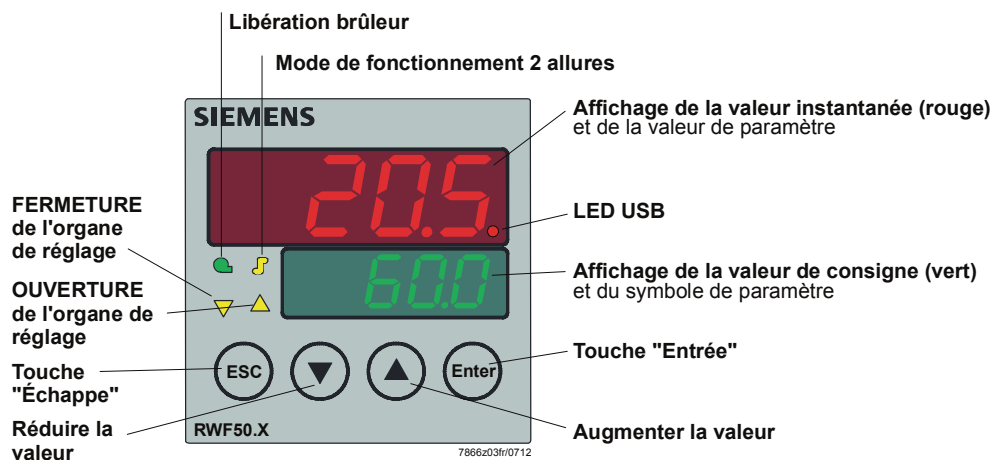 Libération brûleur
Mode de fonctionnement 2 allures
SIEMENS
Affichage de la valeur instantanée (rouge)
et de la valeur de paramètre
20.5
FERMETURE
de l'organe
de réglage
LED USB
60.0
Affichage de la valeur de consigne (vert)
et du symbole de paramètre
OUVERTURE
de l'organe de
réglage
Touche
"Échappe"
ESC
Enter
Touche "Entrée"
Réduire la
valeur
RWF50.X
Augmenter la valeur
7866z03fr/0712